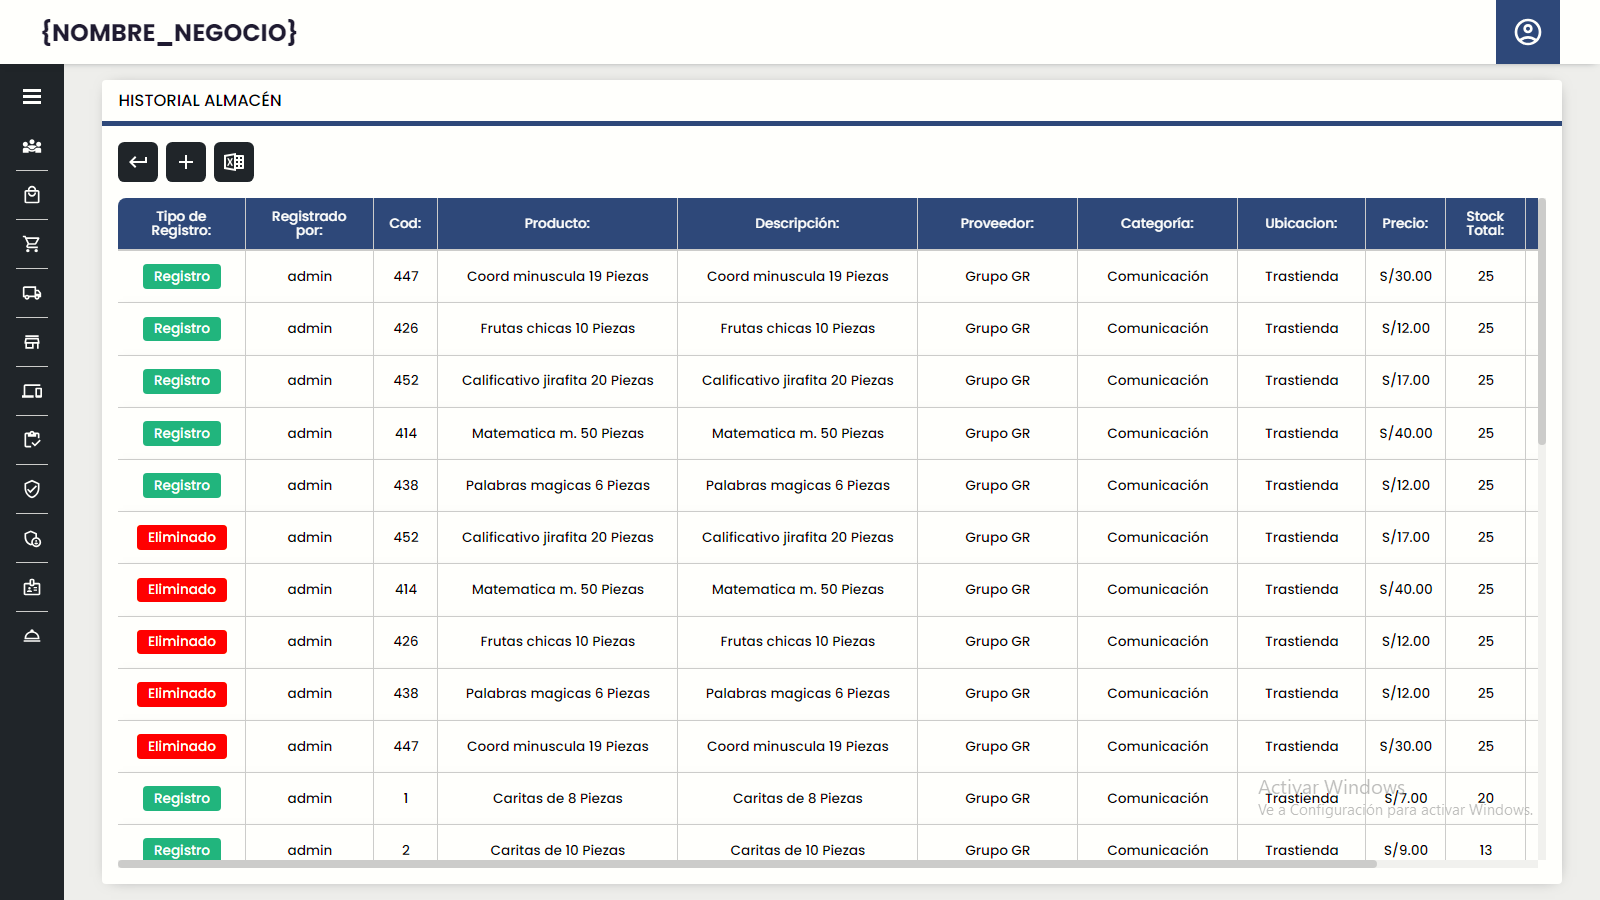 {NOMBRE_NEGOCIO}
HISTORIAL ALMACÉN
Tipo de Registro: Registrado por: Cod: Producto: Descripción: Proveedor: Categoría: Ubicacion: Precio: Stock Total:
Registro admin 447 Coord minuscula 19 Piezas Coord minuscula 19 Piezas Grupo GR Comunicación Trastienda S/30.00 25
Registro admin 426 Frutas chicas 10 Piezas Frutas chicas 10 Piezas Grupo GR Comunicación Trastienda S/12.00 25
Registro admin 452 Calificativo jirafita 20 Piezas Calificativo jirafita 20 Piezas Grupo GR Comunicación Trastienda S/17.00 25
Registro admin 414 Matematica m. 50 Piezas Matematica m. 50 Piezas Grupo GR Comunicación Trastienda S/40.00 25
Registro admin 438 Palabras magicas 6 Piezas Palabras magicas 6 Piezas Grupo GR Comunicación Trastienda S/12.00 25
Eliminado admin 452 Calificativo jirafita 20 Piezas Calificativo jirafita 20 Piezas Grupo GR Comunicación Trastienda S/17.00 25
Eliminado admin 414 Matematica m. 50 Piezas Matematica m. 50 Piezas Grupo GR Comunicación Trastienda S/40.00 25
Eliminado admin 426 Frutas chicas 10 Piezas Frutas chicas 10 Piezas Grupo GR Comunicación Trastienda S/12.00 25
Eliminado admin 438 Palabras magicas 6 Piezas Palabras magicas 6 Piezas Grupo GR Comunicación Trastienda S/12.00 25
Eliminado admin 447 Coord minuscula 19 Piezas Coord minuscula 19 Piezas Grupo GR Comunicación Trastienda S/30.00 25
Registro admin 1 Caritas de 8 Piezas Caritas de 8 Piezas Grupo GR Comunicación Trastienda S/7.00 20
Registro admin 2 Caritas de 10 Piezas Caritas de 10 Piezas Grupo GR Comunicación Trastienda S/9.00 13
Activar Windows
Ve a Configuración para activar Windows.